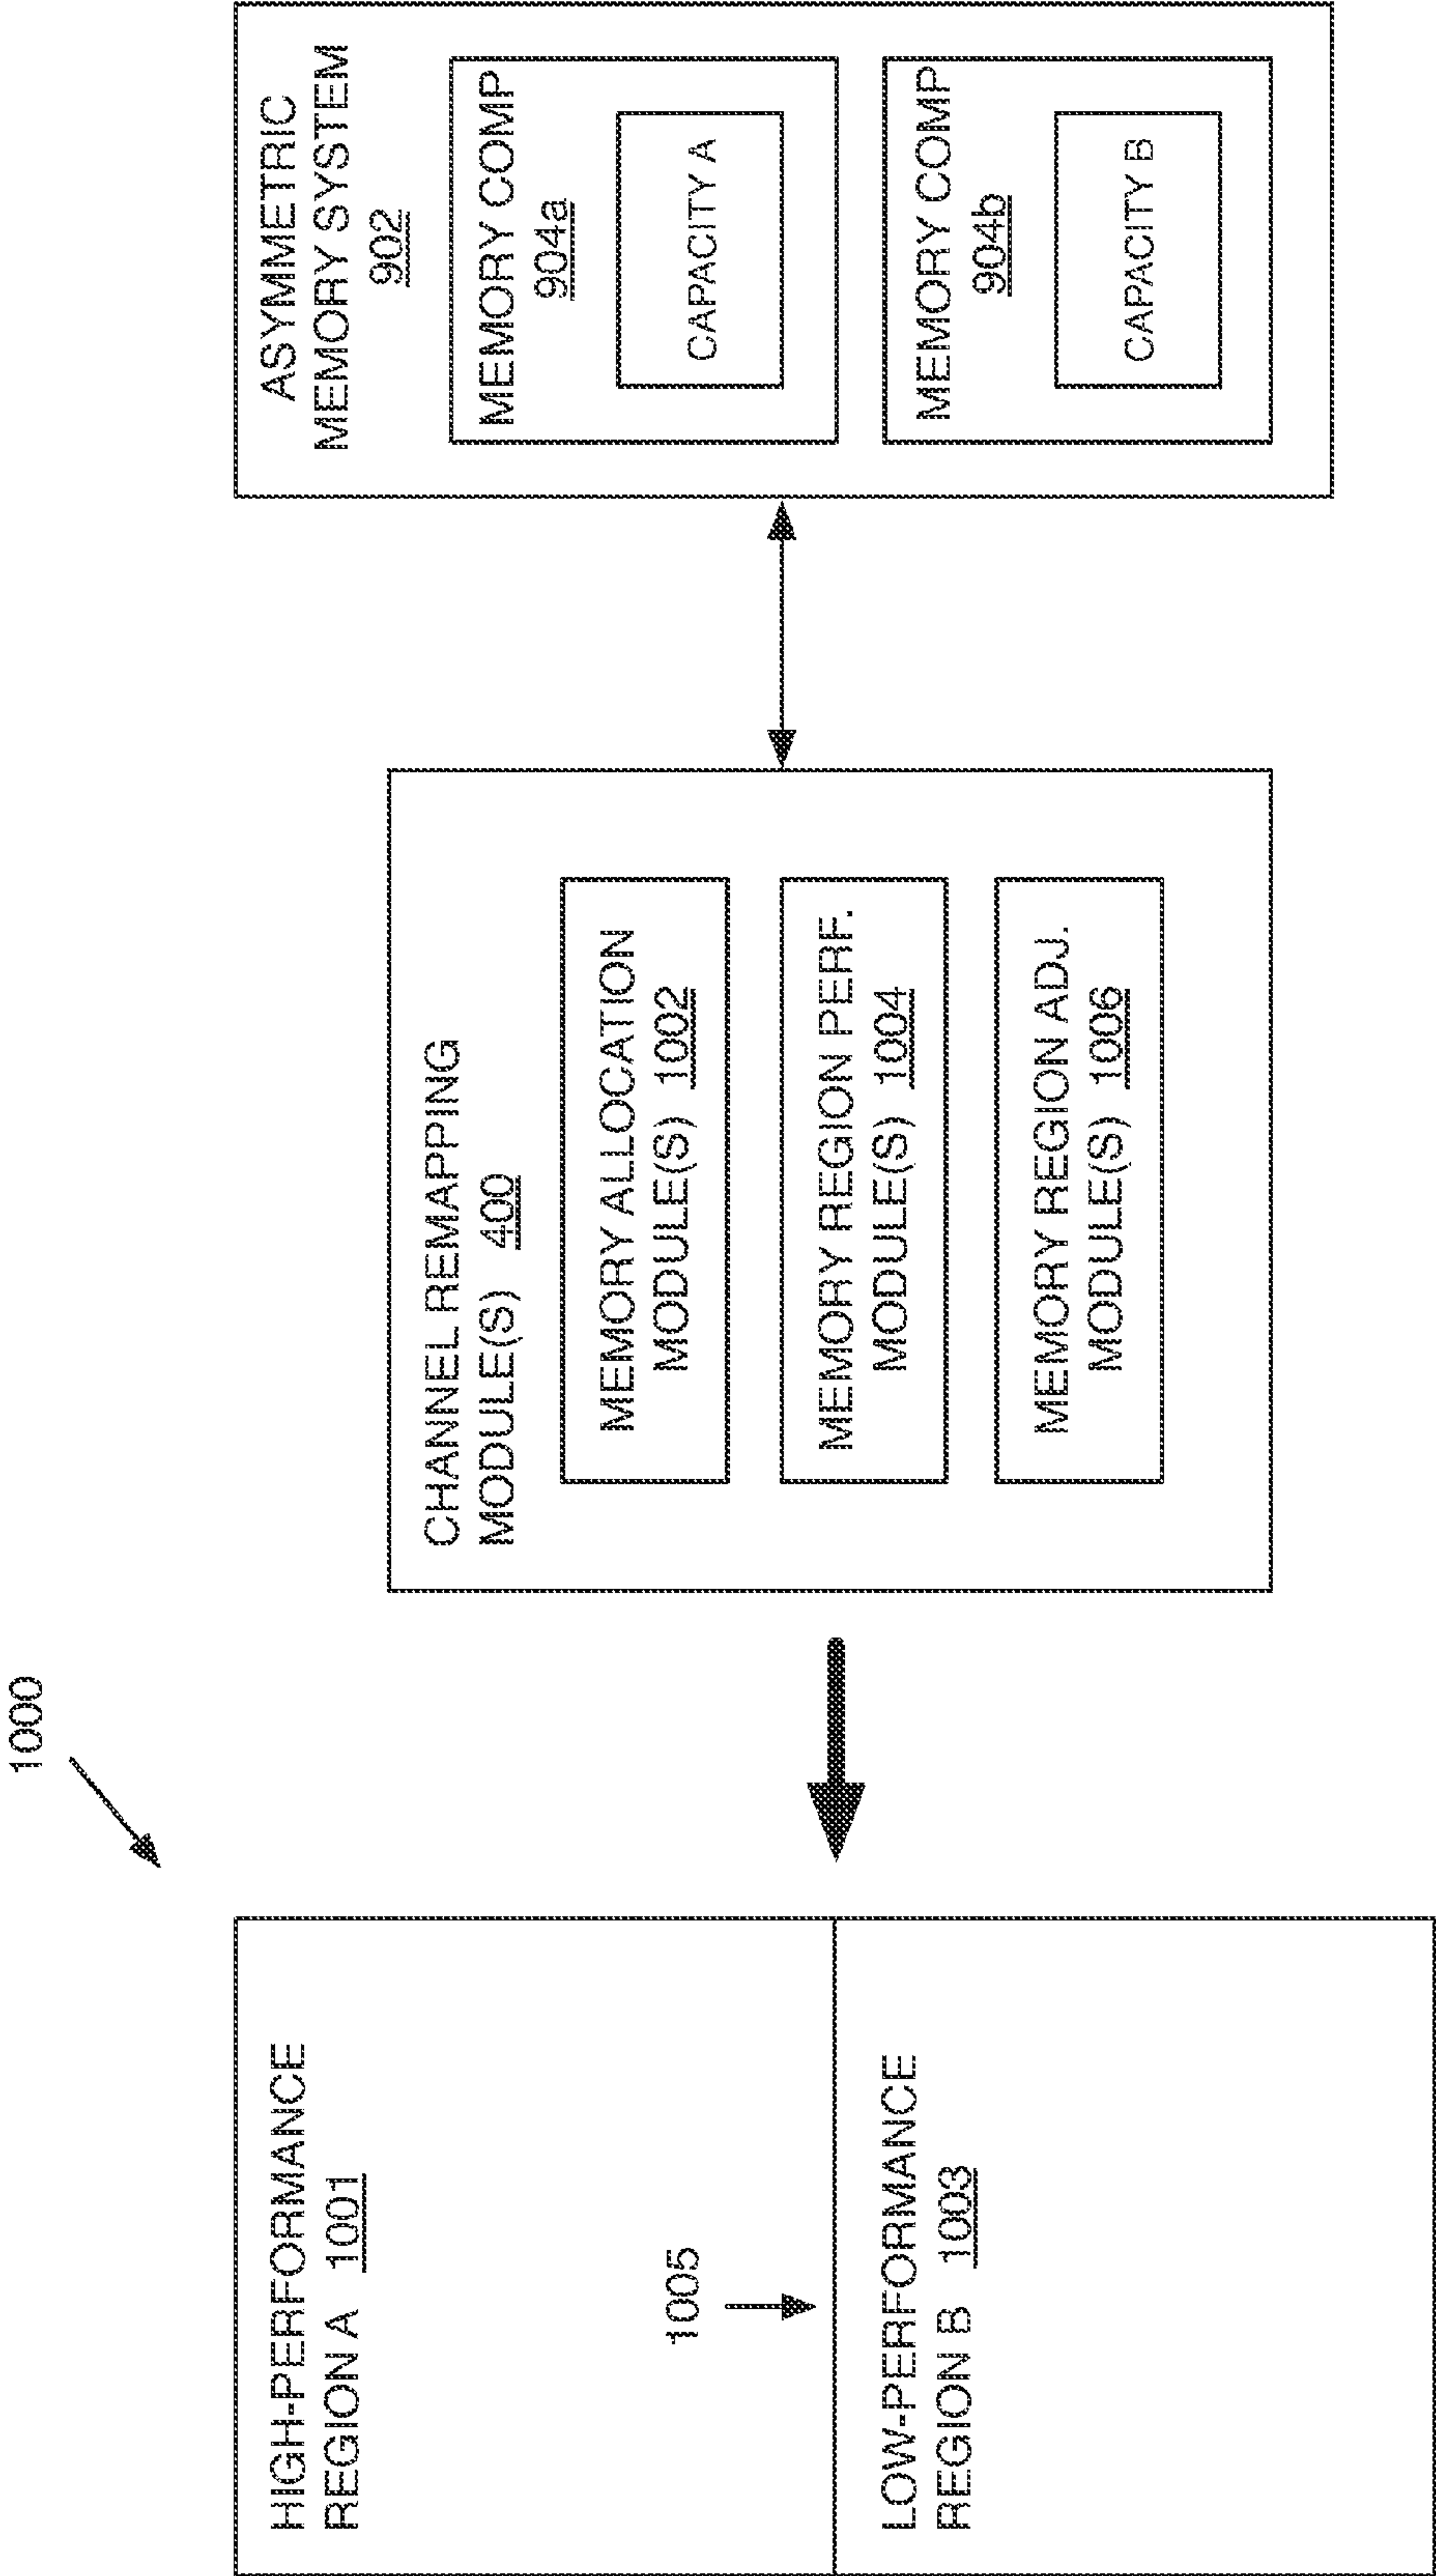 1000
HIGH-PERFORMANCE
REGION A 1001
1005
LOW-PERFORMANCE
REGION B 1003
CHANNEL REMAPPING
MODULE(S) 400
MEMORY ALLOCATION
MODULE(S) 1002
MEMORY REGION PERF.
MODULE(S) 1004
MEMORY REGION ADJ.
MODULE(S) 1006
ASYMMETRIC
MEMORY SYSTEM
902
MEMORY COMP
904a
CAPACITY A
MEMORY COMP
904b
CAPACITY B